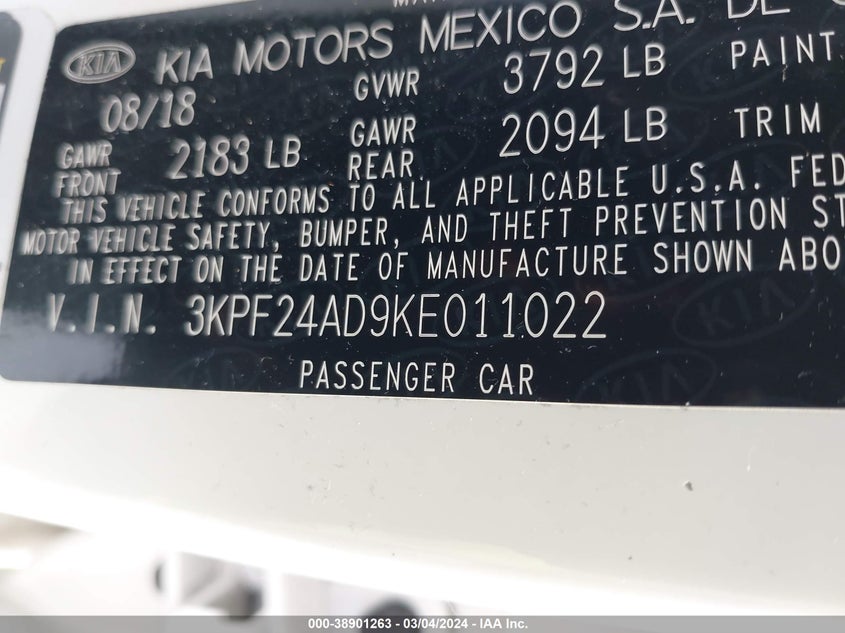 KIA KIA MOTORS MEXICO S.A. DE
08/18 GVWR 3792 LB PAINT
GAWR FRONT 2183 LB GAWR REAR 2094 LB TRIM
THIS VEHICLE CONFORMS TO ALL APPLICABLE U.S.A. FED
MOTOR VEHICLE SAFETY, BUMPER, AND THEFT PREVENTION ST
IN EFFECT ON THE DATE OF MANUFACTURE SHOWN ABO
V.I.N. 3KPF24AD9KE011022
PASSENGER CAR
000-38901263 - 03/04/2024 - IAA Inc.